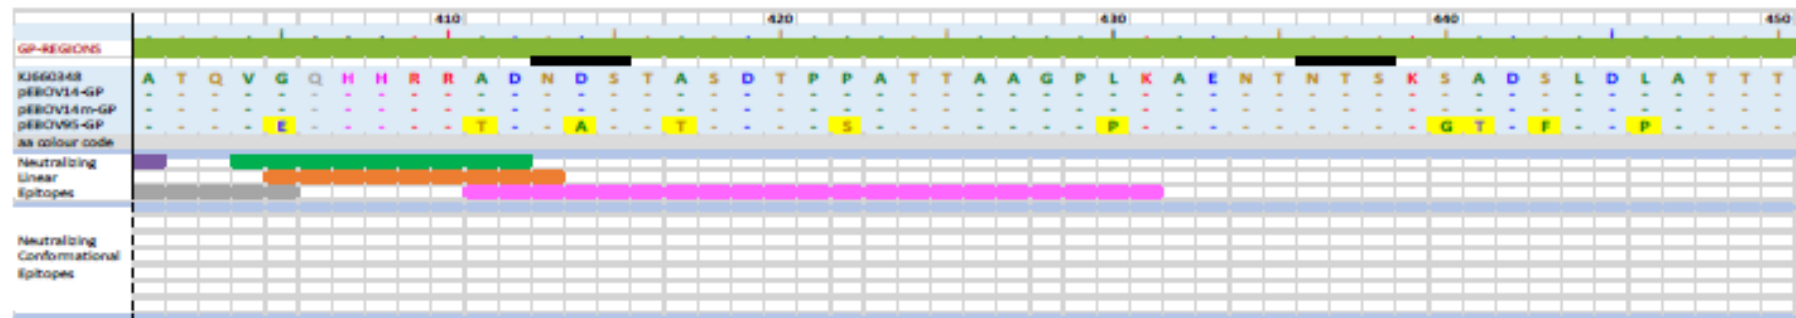 410 420 430 440 450
GP-REGIONS
KJ660348 A T Q V G Q H H R R A D N D S T A S D T P P A T T A A G P L K A E N T N T S K S A D S L D L A T T T
pEBOV14-GP - - - - - - - - - - - - - - - - - - - - - - - - - - - - - - - - - - - - - - - - - - - - - - - - - -
pEBOV14m-GP - - - - - - - - - - - - - - - - - - - - - - - - - - - - - - - - - - - - - - - - - - - - - - - - - -
pEBOV95-GP - - - - E - - - - - T - - A - - T - - - - S - - - - - - - P - - - - - - - - - G T - F - - P - - - -
aa colour code
Neutralizing
Linear
Epitopes
Neutralizing
Conformational
Epitopes